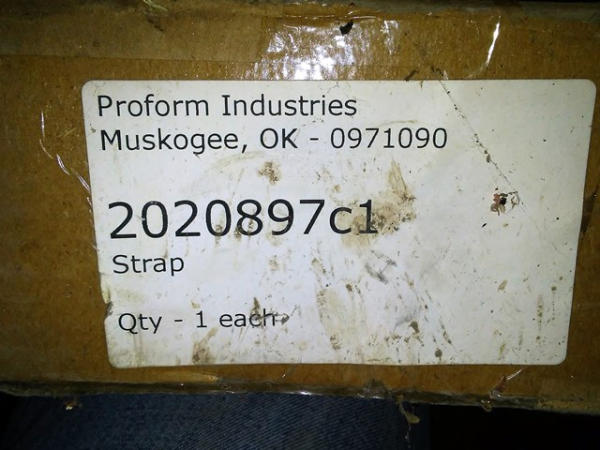 Proform Industries
Muskogee, OK - 0971090
2020897c1
Strap
Qty - 1 each